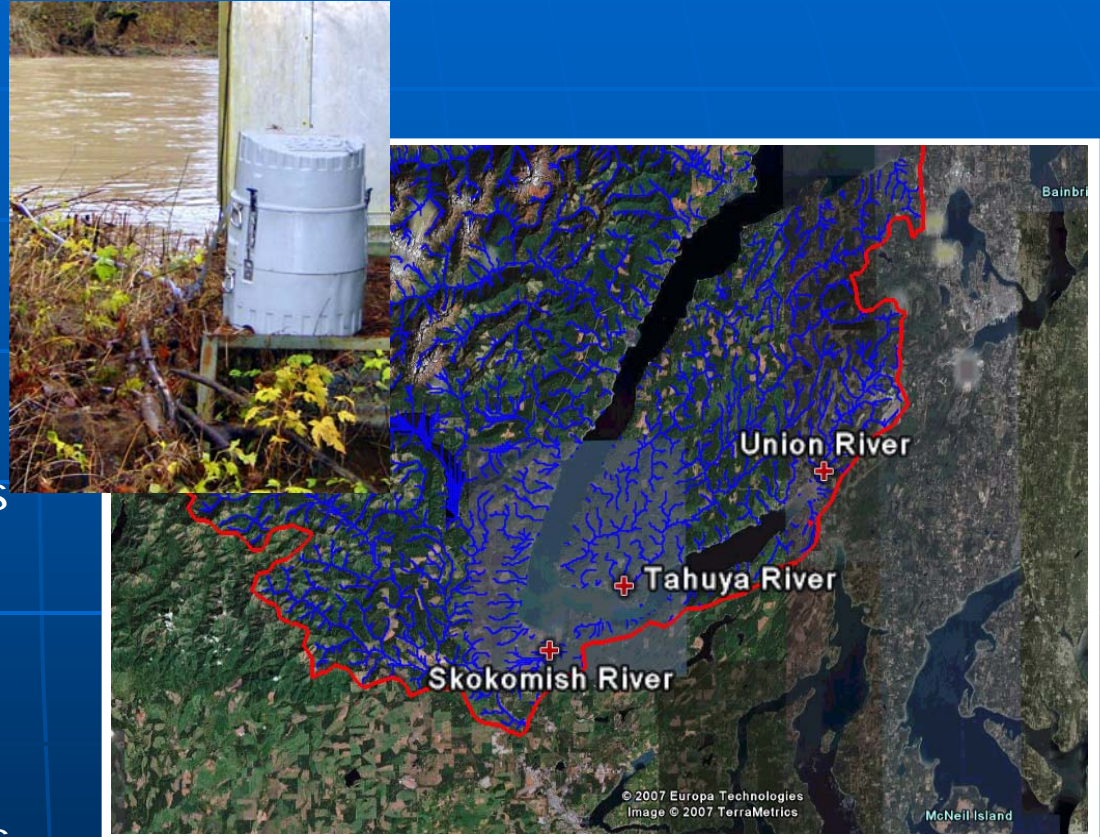 Bainbri
Union River
Tahuya River
Skokomish River
© 2007 Europa Technologies
Image © 2007 TerraMetrics
McNeil Island
s
s